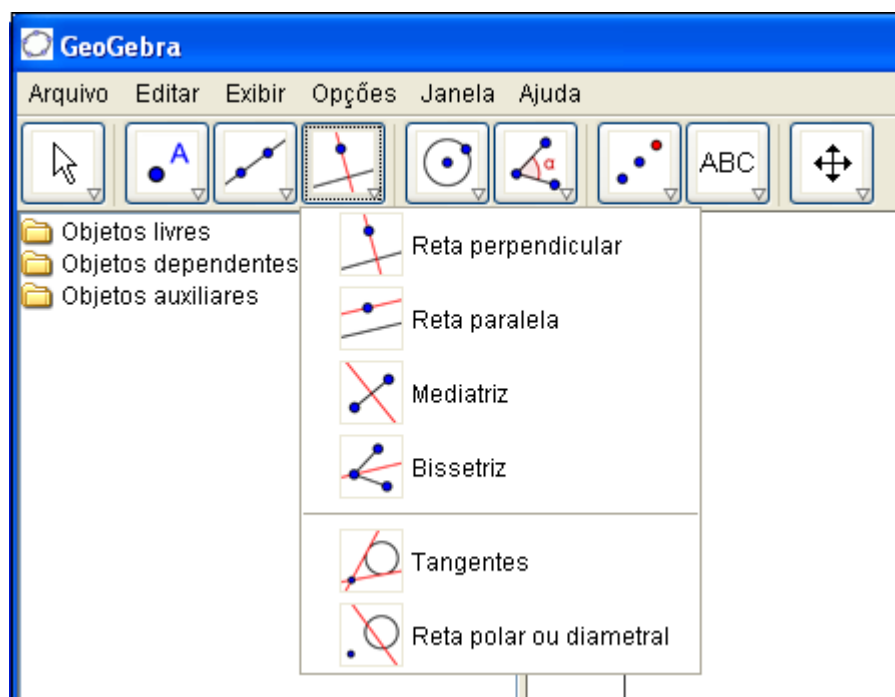 GeoGebra
Arquivo Editar Exibir Opções Janela Ajuda
A α ABC
Objetos livres
Objetos dependentes
Objetos auxiliares
Reta perpendicular
Reta paralela
Mediatriz
Bissetriz
Tangentes
Reta polar ou diametral